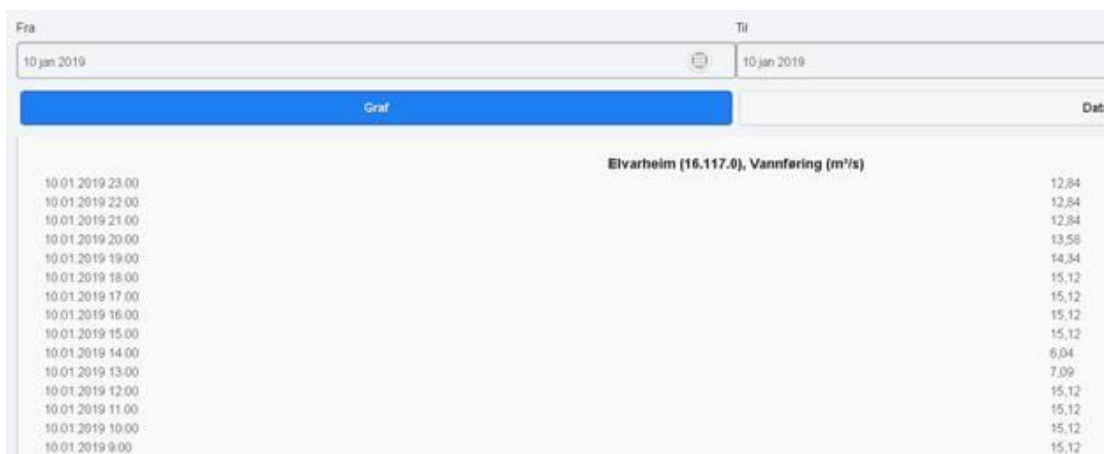 Fra Til
10 jan 2019 10 jan 2019
Graf Dat
Elvarheim (16.117.0), Vannføring (m³/s)
10.01.2019 23:00 12,84
10.01.2019 22:00 12,84
10.01.2019 21:00 12,84
10.01.2019 20:00 13,58
10.01.2019 19:00 14,34
10.01.2019 18:00 15,12
10.01.2019 17:00 15,12
10.01.2019 16:00 15,12
10.01.2019 15:00 15,12
10.01.2019 14:00 6,04
10.01.2019 13:00 7,09
10.01.2019 12:00 15,12
10.01.2019 11:00 15,12
10.01.2019 10:00 15,12
10.01.2019 9:00 15,12